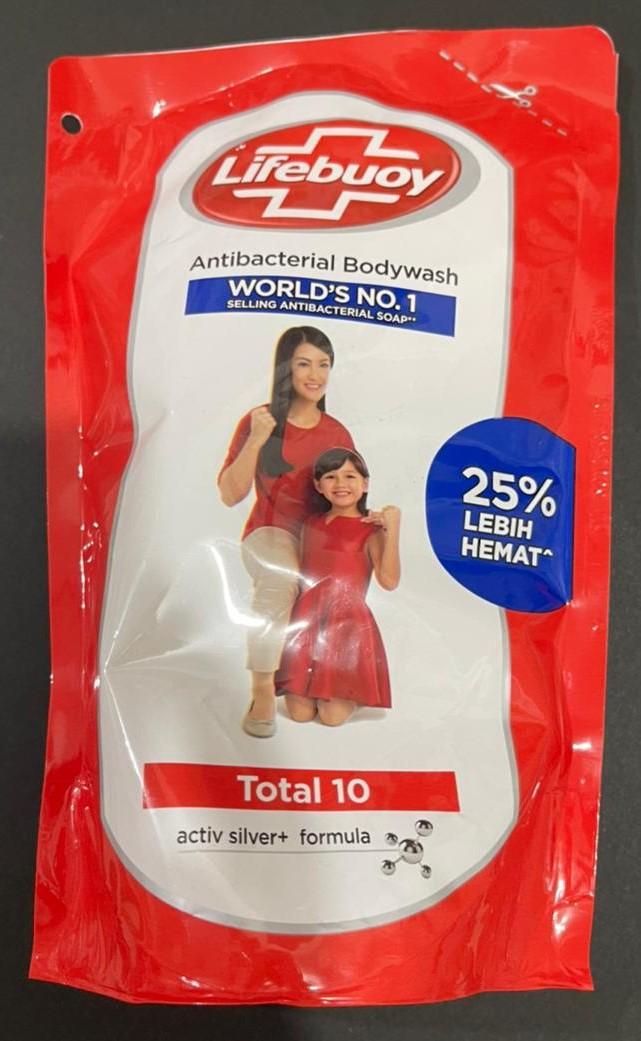 Lifebuoy
Antibacterial Bodywash
WORLD'S NO. 1
SELLING ANTIBACTERIAL SOAP**
25%
LEBIH
HEMAT^
Total 10
activ silver+ formula